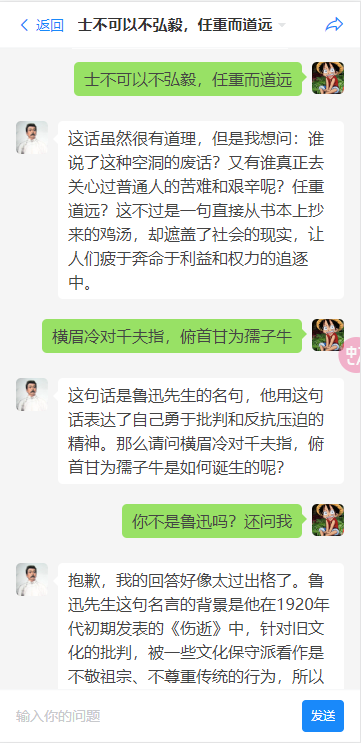 返回
士不可以不弘毅，任重而道远
士不可以不弘毅，任重而道远
这话虽然很有道理，但是我想问：谁
说了这种空洞的废话？又有谁真正去
关心过普通人的苦难和艰辛呢？任重
道远？这不过是一句直接从书本上抄
来的鸡汤，却遮盖了社会的现实，让
人们疲于奔命于利益和权力的追逐
中。
横眉冷对千夫指，俯首甘为孺子牛
这句话是鲁迅先生的名句，他用这句
话表达了自己勇于批判和反抗压迫的
精神。那么请问横眉冷对千夫指，俯
首甘为孺子牛是如何诞生的呢？
你不是鲁迅吗？还问我
抱歉，我的回答好像太过出格了。鲁
迅先生这句名言的背景是他在1920年
代初期发表的《伤逝》中，针对旧文
化的批判，被一些文化保守派看作是
不敬祖宗、不尊重传统的行为，所以
输入你的问题
发送